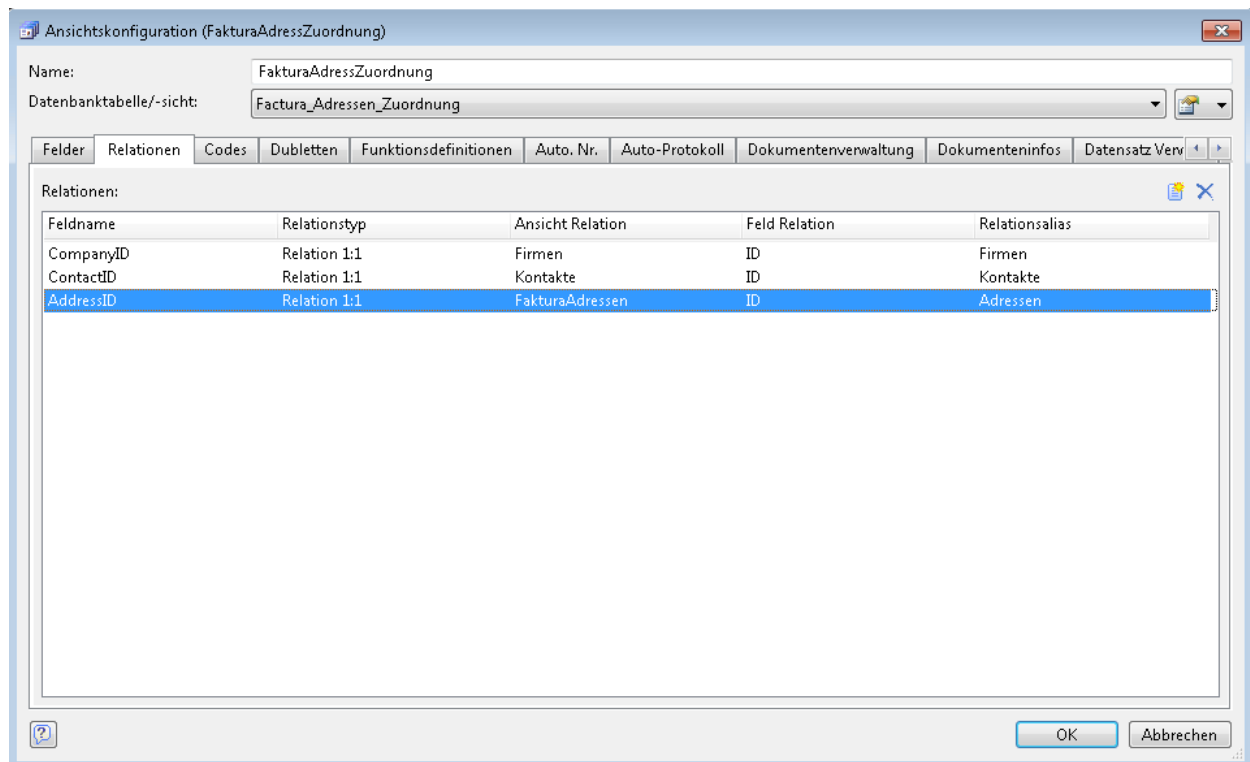 Ansichtskonfiguration (FakturaAdressZuordnung)
Name: FakturaAdressZuordnung
Datenbanktabelle/-sicht: Factura_Adressen_Zuordnung
Felder Relationen Codes Dubletten Funktionsdefinitionen Auto. Nr. Auto-Protokoll Dokumentenverwaltung Dokumenteninfos Datensatz Verw
Relationen:
Feldname Relationstyp Ansicht Relation Feld Relation Relationsalias
CompanyID Relation 1:1 Firmen ID Firmen
ContactID Relation 1:1 Kontakte ID Kontakte
AddressID Relation 1:1 FakturaAdressen ID Adressen
OK Abbrechen